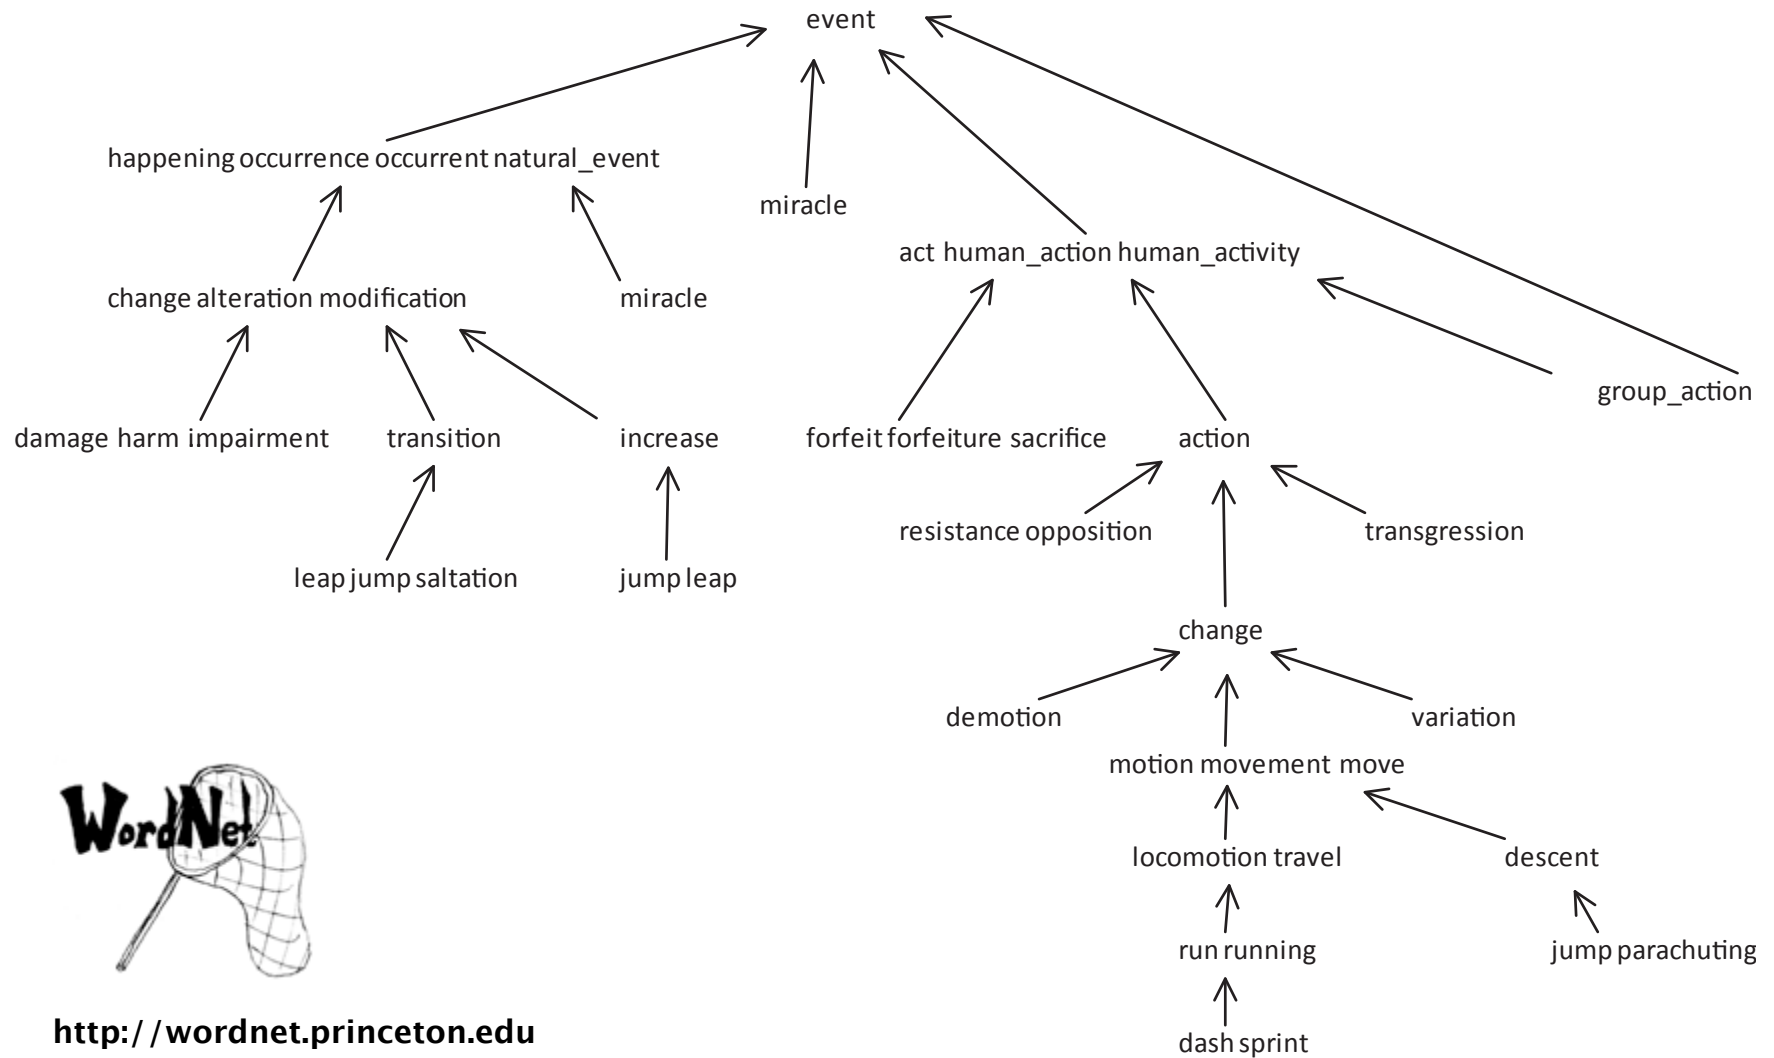 event
happening occurrence occurrent natural_event
miracle
act human_action human_activity
change alteration modification
miracle
group_action
damage harm impairment
transition
increase
forfeit forfeiture sacrifice
action
resistance opposition
transgression
leap jump saltation
jump leap
change
demotion
variation
motion movement move
WordNet
locomotion travel
descent
run running
jump parachuting
http://wordnet.princeton.edu
dash sprint